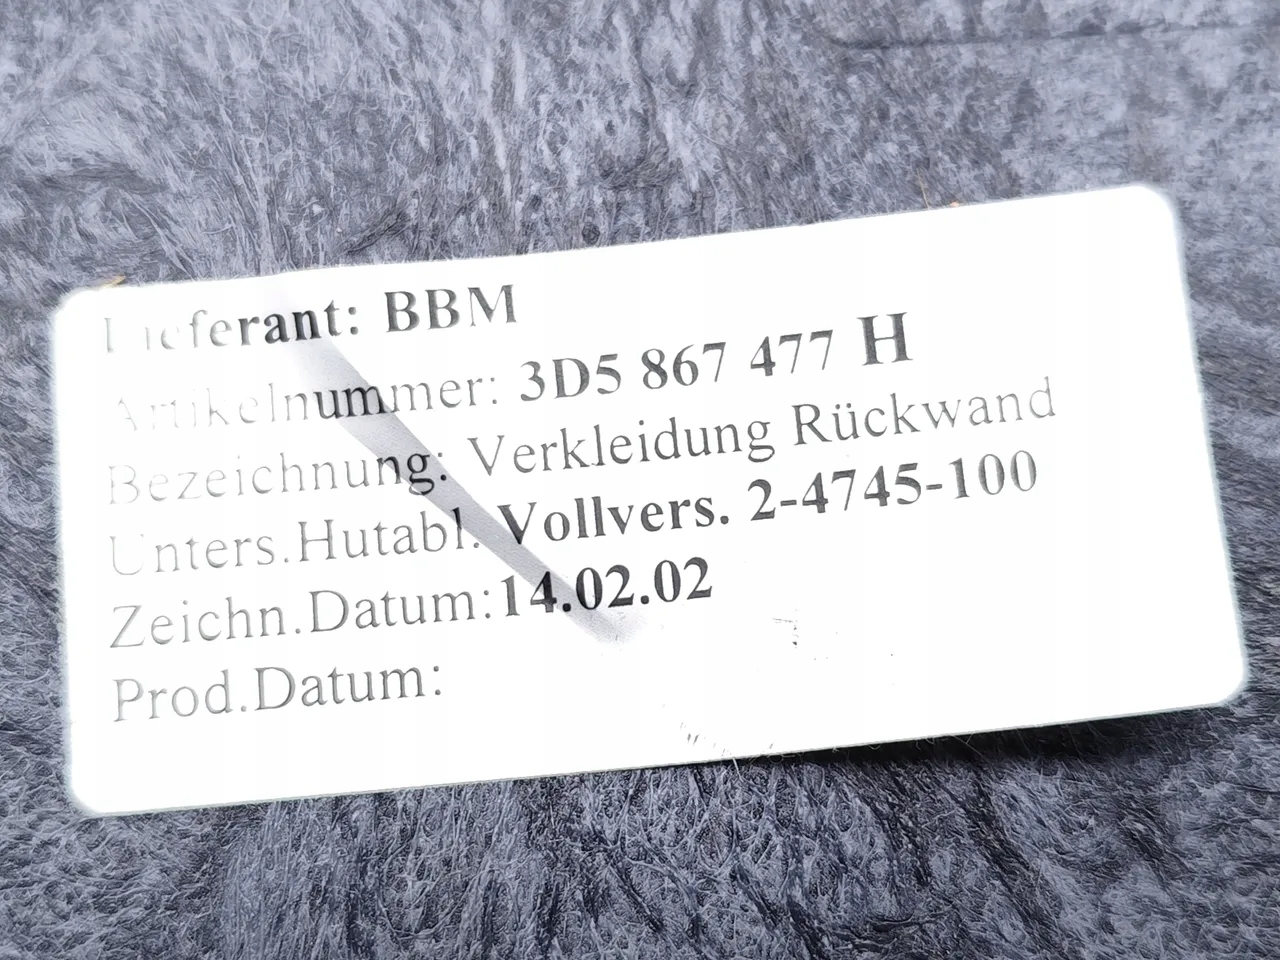 Lieferant: BBM
Artikelnummer: 3D5 867 477 H
Bezeichnung: Verkleidung Rückwand
Unters.Hutabl. Vollvers. 2-4745-100
Zeichn.Datum:14.02.02
Prod.Datum: